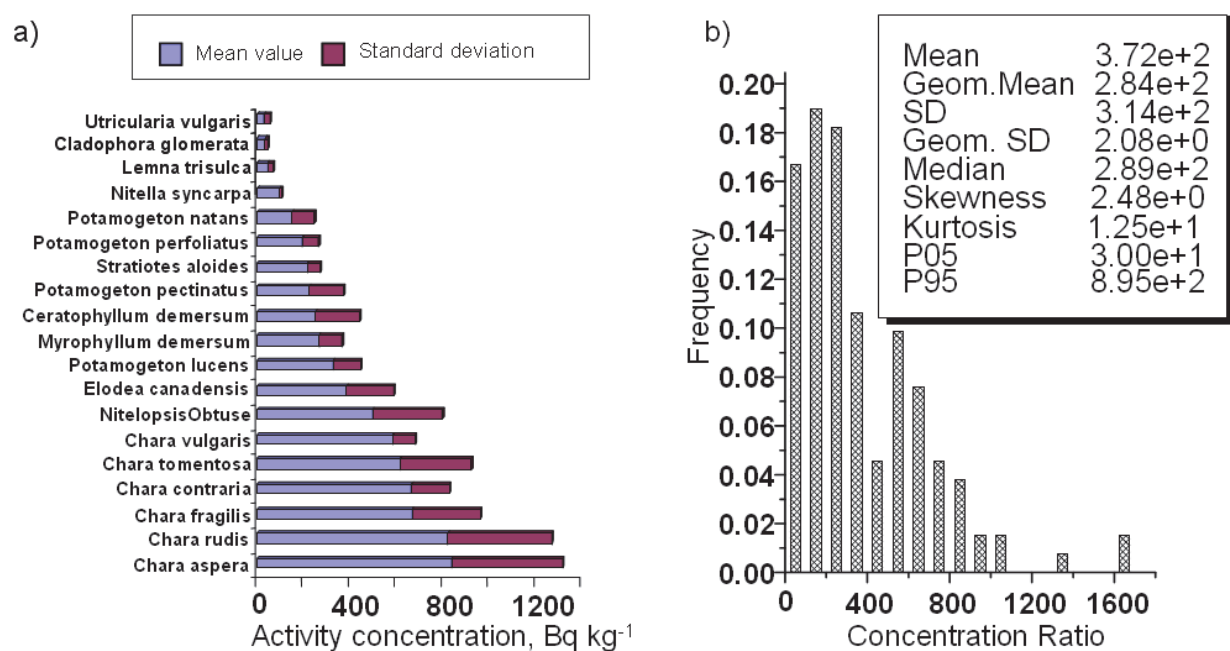 a)
Mean value
Standard deviation
Utricularia vulgaris
Cladophora glomerata
Lemna trisulca
Nitella syncarpa
Potamogeton natans
Potamogeton perfoliatus
Stratiotes aloides
Potamogeton pectinatus
Ceratophyllum demersum
Myrophyllum demersum
Potamogeton lucens
Elodea canadensis
NitelopsisObtuse
Chara vulgaris
Chara tomentosa
Chara contraria
Chara fragilis
Chara rudis
Chara aspera
0 400 800 1200
Activity concentration, Bq kg-1
b)
Mean 3.72e+2
Geom.Mean 2.84e+2
SD 3.14e+2
Geom. SD 2.08e+0
Median 2.89e+2
Skewness 2.48e+0
Kurtosis 1.25e+1
P05 3.00e+1
P95 8.95e+2
Frequency
0.20
0.18
0.16
0.14
0.12
0.10
0.08
0.06
0.04
0.02
0.00
0 400 800 1200 1600
Concentration Ratio